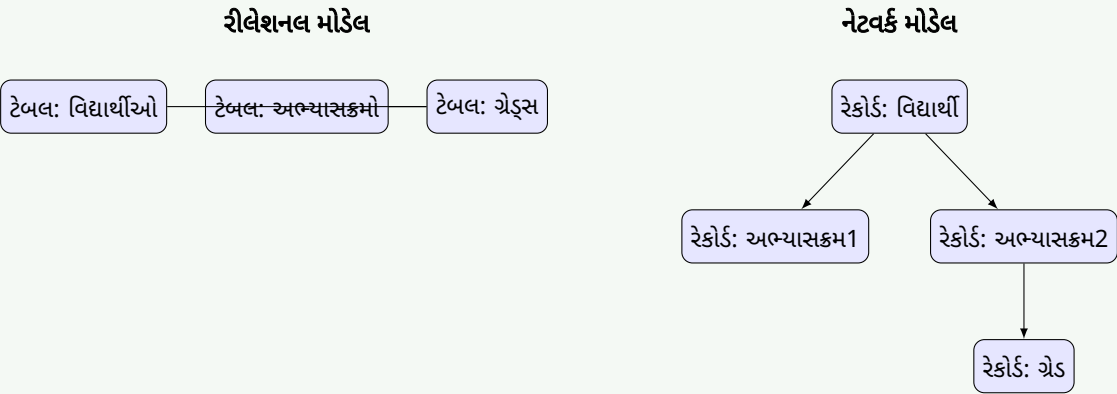 રીલેશનલ મોડેલ
ટેબલ: વિદ્યાર્થીઓ
ટેબલ: અભ્યાસક્રમો
ટેબલ: ગ્રેડ્સ
નેટવર્ક મોડેલ
રેકોર્ડ: વિદ્યાર્થી
રેકોર્ડ: અભ્યાસક્રમ1
રેકોર્ડ: અભ્યાસક્રમ2
રેકોર્ડ: ગ્રેડ